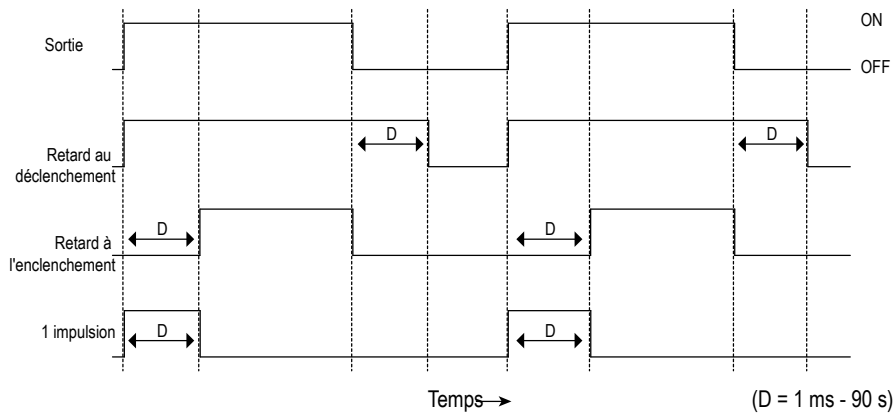 ON
Sortie
OFF
D
D
Retard au
déclenchement
D
D
Retard à
l'enclenchement
1 impulsion
D
D
Temps
(D = 1 ms - 90 s)